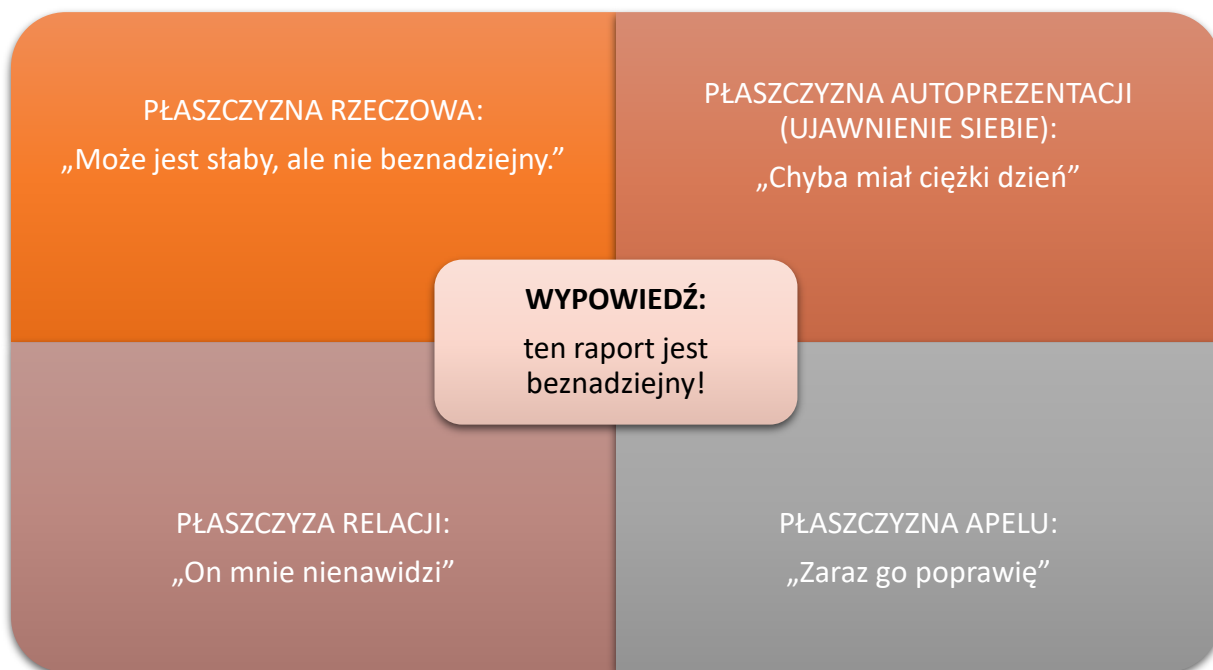 PŁASZCZYZNA RZECZOWA:
„Może jest słaby, ale nie beznadziejny.”
PŁASZCZYZNA AUTOPREZENTACJI
(UJAWNIENIE SIEBIE):
„Chyba miał ciężki dzień”
WYPOWIEDŹ:
ten raport jest
beznadziejny!
PŁASZCZYZA RELACJI:
„On mnie nienawidzi”
PŁASZCZYZNA APELU:
„Zaraz go poprawię”